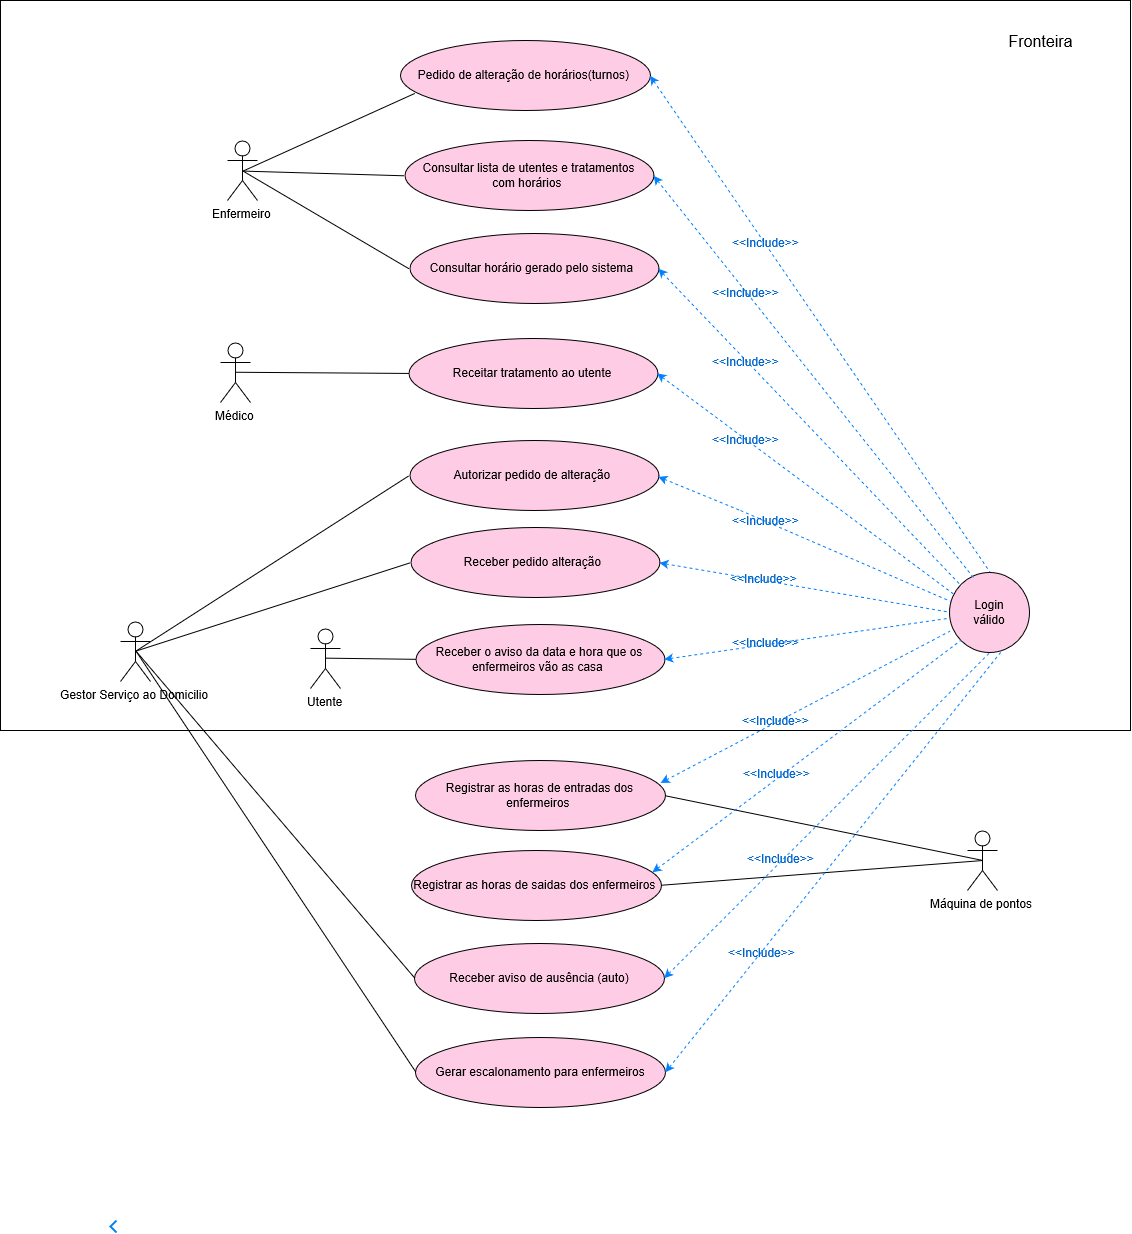 Fronteira
Pedido de alteração de horários(turnos)
Consultar lista de utentes e tratamentos
com horários
Enfermeiro
<<Include>>
Consultar horário gerado pelo sistema
<<Include>>
<<Include>>
Receitar tratamento ao utente
Médico
<<Include>>
Autorizar pedido de alteração
<<Include>>
Receber pedido alteração
<<Include>>
Login
válido
<<Include>>
Receber o aviso da data e hora que os
enfermeiros vão as casa
Gestor Serviço ao Domicilio
Utente
<<Include>>
<<Include>>
Registrar as horas de entradas dos
enfermeiros
<<Include>>
Registrar as horas de saidas dos enfermeiros
Máquina de pontos
<<Include>>
Receber aviso de ausência (auto)
Gerar escalonamento para enfermeiros